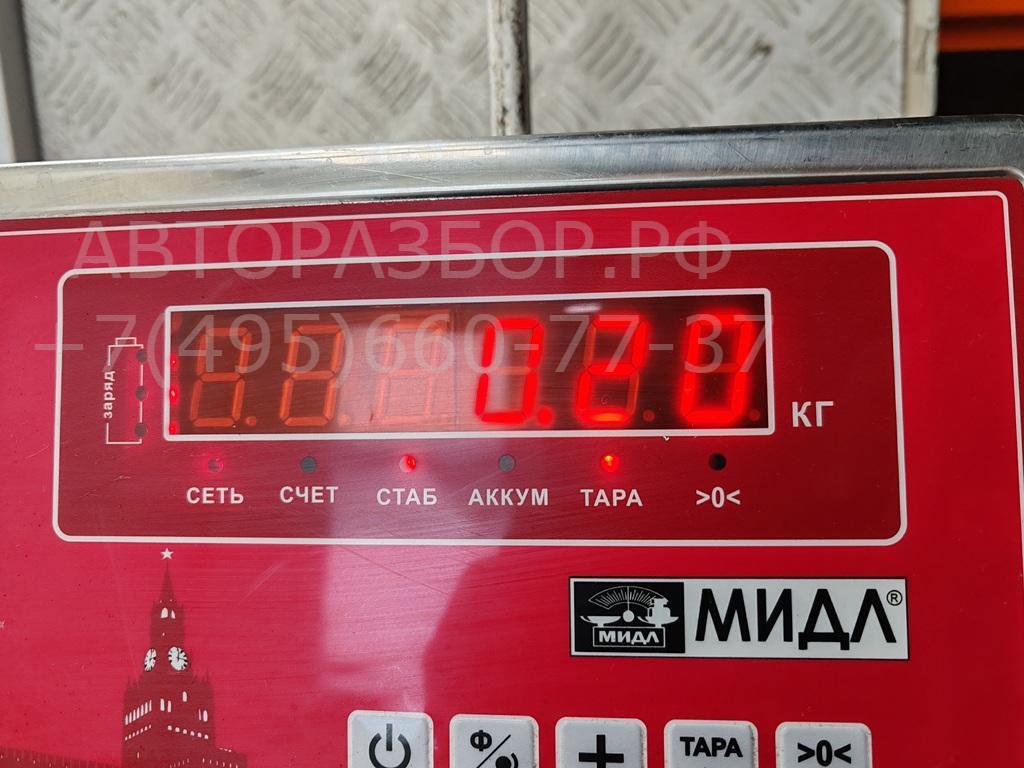 АВТОРАЗБОР.РФ
+7(495)660-77-37
заряд
0.20 КГ
СЕТЬ СЧЕТ СТАБ АККУМ ТАРА >0<
МИДЛ МИДЛ®
Ф ТАРА >0<